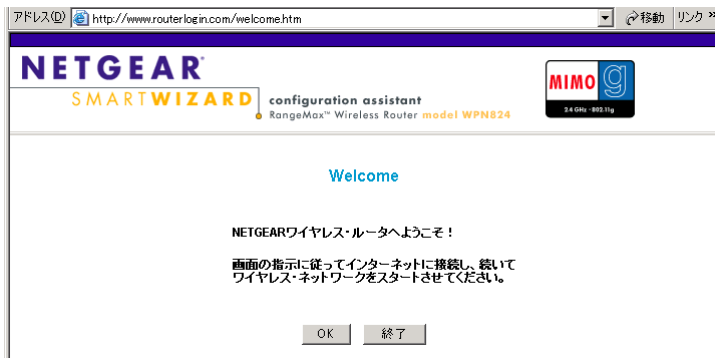 アドレス(D) http://www.routerlogin.com/welcome.htm 移動 リンク »
NETGEAR
SMARTWIZARD configuration assistant
RangeMax™ Wireless Router model WPN824
MIMO g
2.4 GHz - 802.11g
Welcome
NETGEARワイヤレス・ルータへようこそ！
画面の指示に従ってインターネットに接続し、続いて
ワイヤレス・ネットワークをスタートさせてください。
OK 終了